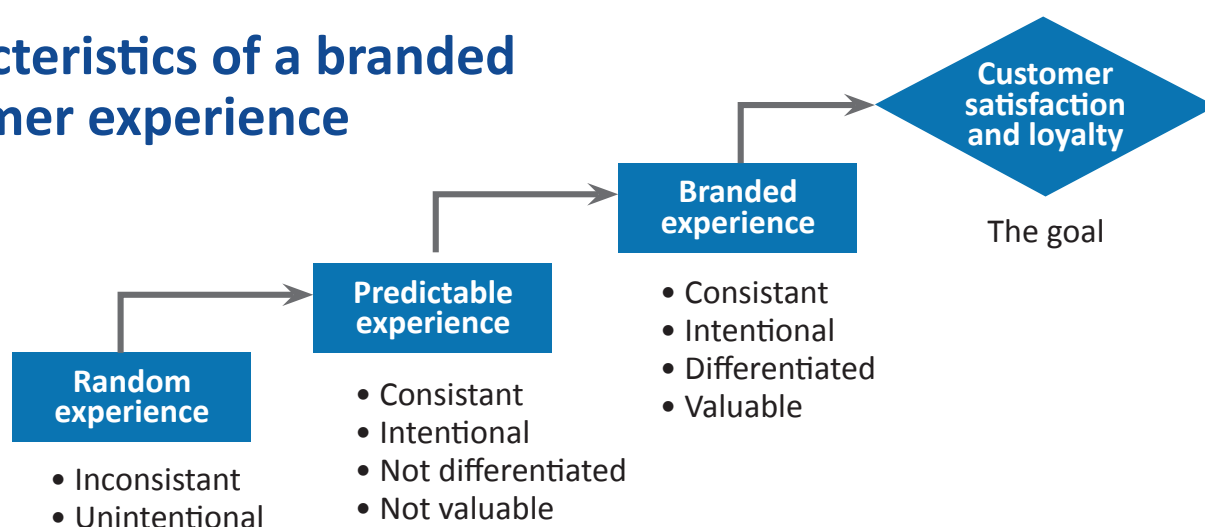 cteristics of a branded
mer experience
Customer
satisfaction
and loyalty
The goal
Branded
experience
• Consistant
• Intentional
• Differentiated
• Valuable
Predictable
experience
• Consistant
• Intentional
• Not differentiated
• Not valuable
Random
experience
• Inconsistant
• Unintentional